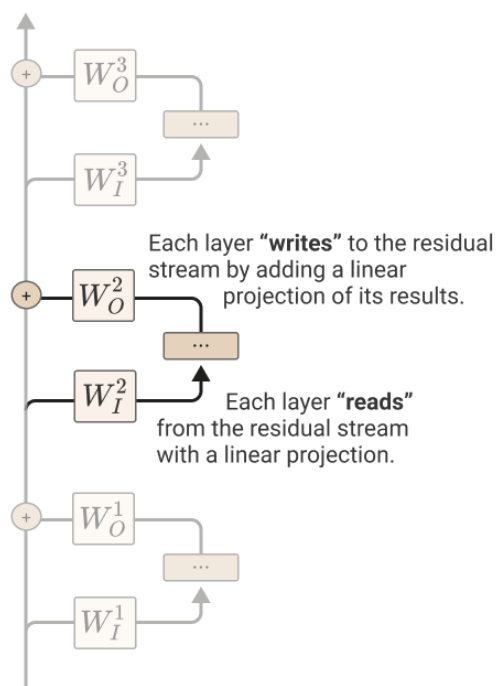 +
W_O^3
...
W_I^3
Each layer “writes” to the residual
stream by adding a linear
projection of its results.
+
W_O^2
...
W_I^2
Each layer “reads”
from the residual stream
with a linear projection.
+
W_O^1
...
W_I^1